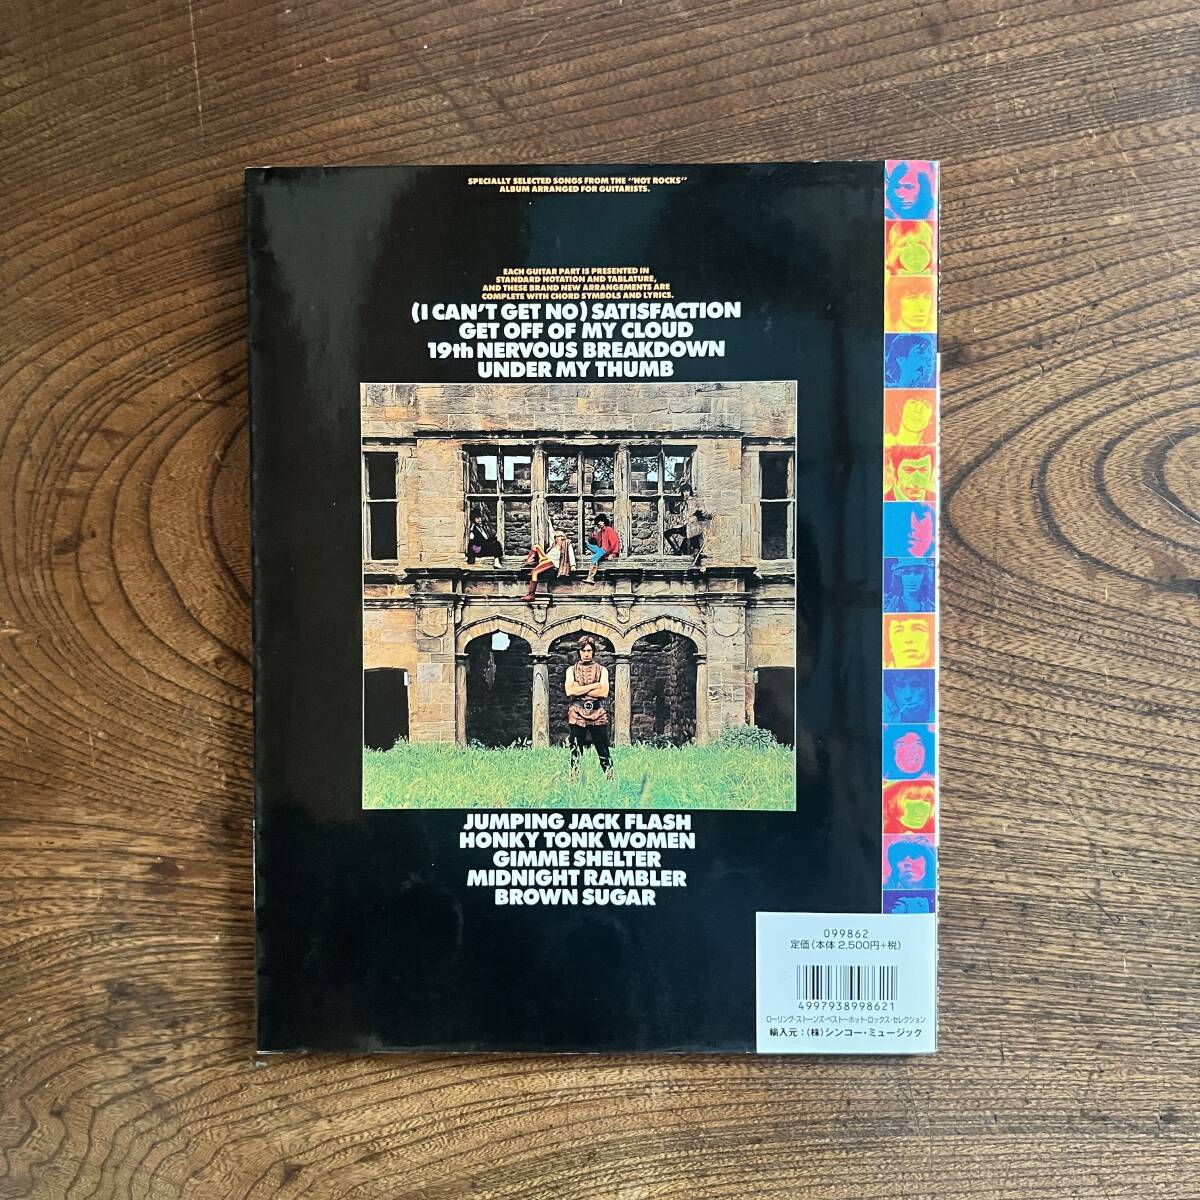 SPECIALLY SELECTED SONGS FROM THE "HOT ROCKS"
ALBUM ARRANGED FOR GUITARISTS.
EACH GUITAR PART IS PRESENTED IN
STANDARD NOTATION AND TABLATURE,
AND THESE BRAND NEW ARRANGEMENTS ARE
COMPLETE WITH CHORD SYMBOLS AND LYRICS.
(I CAN'T GET NO) SATISFACTION
GET OFF OF MY CLOUD
19th NERVOUS BREAKDOWN
UNDER MY THUMB
JUMPING JACK FLASH
HONKY TONK WOMEN
GIMME SHELTER
MIDNIGHT RAMBLER
BROWN SUGAR
099862
定価(本体 2,500円+税)
4997938998621
ローリング・ストーンズ・ベスト〜ホット・ロックス・セレクション
輸入元:(株)シンコー・ミュージック